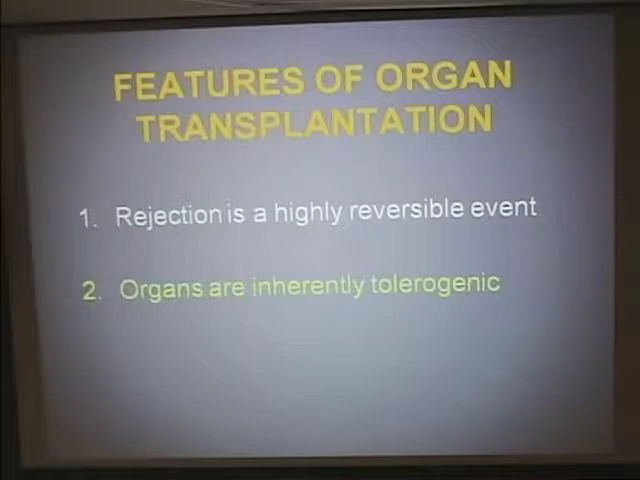 FEATURES OF ORGAN
TRANSPLANTATION
1. Rejection is a highly reversible event
2. Organs are inherently tolerogenic